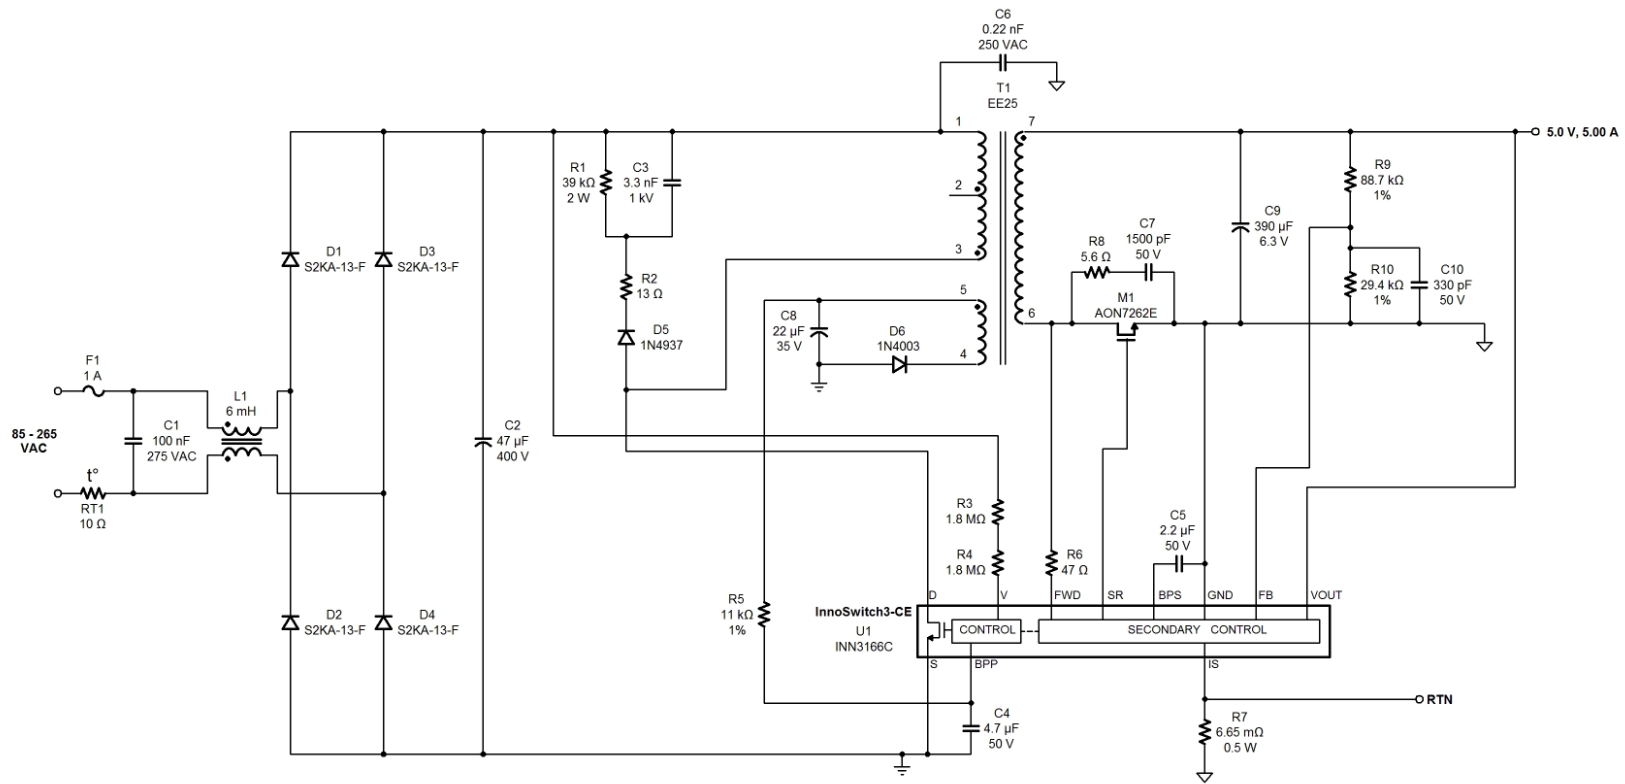 C6
0.22 nF
250 VAC
T1
EE25
1
7
5.0 V, 5.00 A
R1
39 kΩ
2 W
C3
3.3 nF
1 kV
2
R9
88.7 kΩ
1%
C9
390 µF
6.3 V
C7
1500 pF
50 V
R8
5.6 Ω
D1
S2KA-13-F
D3
S2KA-13-F
3
R2
13 Ω
R10
29.4 kΩ
1%
C10
330 pF
50 V
5
M1
AON7262E
6
C8
22 µF
35 V
D6
1N4003
4
D5
1N4937
F1
1 A
L1
6 mH
85 - 265
VAC
C1
100 nF
275 VAC
C2
47 µF
400 V
t°
RT1
10 Ω
R3
1.8 MΩ
C5
2.2 µF
50 V
R4
1.8 MΩ
R6
47 Ω
D2
S2KA-13-F
D4
S2KA-13-F
R5
11 kΩ
1%
D
V
FWD
SR
BPS
GND
FB
VOUT
InnoSwitch3-CE
U1
INN3166C
CONTROL
SECONDARY CONTROL
S
BPP
IS
RTN
C4
4.7 µF
50 V
R7
6.65 mΩ
0.5 W